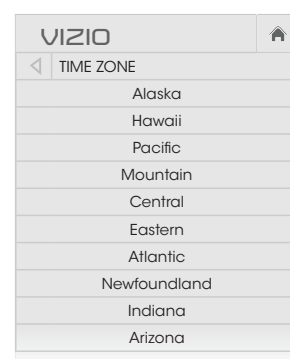 VIZIO
TIME ZONE
Alaska
Hawaii
Pacific
Mountain
Central
Eastern
Atlantic
Newfoundland
Indiana
Arizona